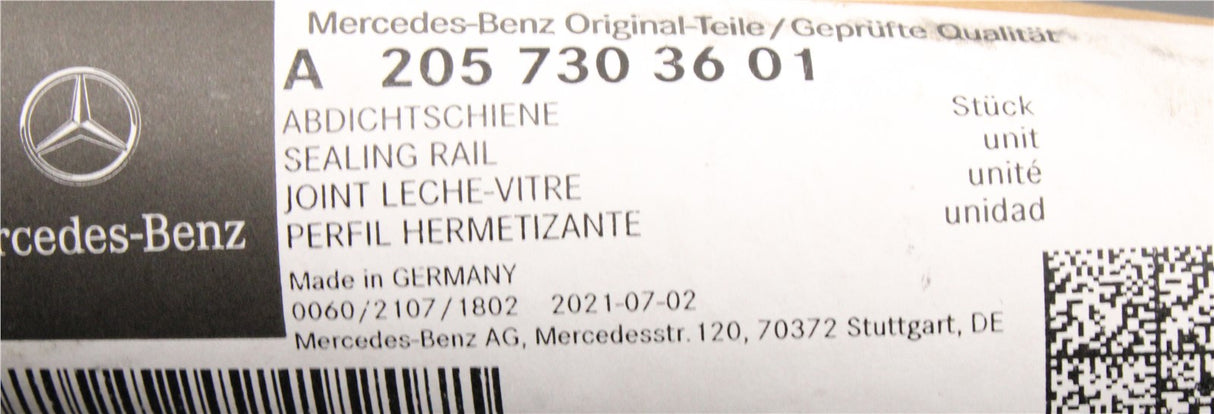 Mercedes-Benz Original-Teile/Geprüfte Qualität
A 205 730 36 01
ABDICHTSCHIENE
SEALING RAIL
JOINT LECHE-VITRE
PERFIL HERMETIZANTE
Stück
unit
unité
unidad
rcedes-Benz
Made in GERMANY
0060/2107/1802 2021-07-02
Mercedes-Benz AG, Mercedesstr. 120, 70372 Stuttgart, DE